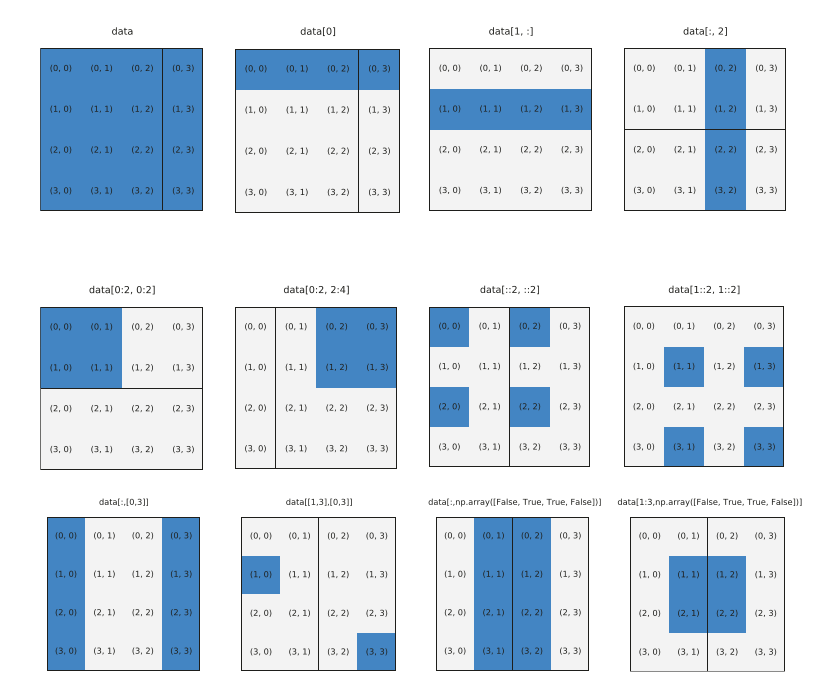 data data[0] data[1, :] data[:, 2]
(0, 0) (0, 1) (0, 2) (0, 3) (0, 0) (0, 1) (0, 2) (0, 3) (0, 0) (0, 1) (0, 2) (0, 3) (0, 0) (0, 1) (0, 2) (0, 3)
(1, 0) (1, 1) (1, 2) (1, 3) (1, 0) (1, 1) (1, 2) (1, 3) (1, 0) (1, 1) (1, 2) (1, 3) (1, 0) (1, 1) (1, 2) (1, 3)
(2, 0) (2, 1) (2, 2) (2, 3) (2, 0) (2, 1) (2, 2) (2, 3) (2, 0) (2, 1) (2, 2) (2, 3) (2, 0) (2, 1) (2, 2) (2, 3)
(3, 0) (3, 1) (3, 2) (3, 3) (3, 0) (3, 1) (3, 2) (3, 3) (3, 0) (3, 1) (3, 2) (3, 3) (3, 0) (3, 1) (3, 2) (3, 3)
data[0:2, 0:2] data[0:2, 2:4] data[::2, ::2] data[1::2, 1::2]
(0, 0) (0, 1) (0, 2) (0, 3) (0, 0) (0, 1) (0, 2) (0, 3) (0, 0) (0, 1) (0, 2) (0, 3) (0, 0) (0, 1) (0, 2) (0, 3)
(1, 0) (1, 1) (1, 2) (1, 3) (1, 0) (1, 1) (1, 2) (1, 3) (1, 0) (1, 1) (1, 2) (1, 3) (1, 0) (1, 1) (1, 2) (1, 3)
(2, 0) (2, 1) (2, 2) (2, 3) (2, 0) (2, 1) (2, 2) (2, 3) (2, 0) (2, 1) (2, 2) (2, 3) (2, 0) (2, 1) (2, 2) (2, 3)
(3, 0) (3, 1) (3, 2) (3, 3) (3, 0) (3, 1) (3, 2) (3, 3) (3, 0) (3, 1) (3, 2) (3, 3) (3, 0) (3, 1) (3, 2) (3, 3)
data[:,[0,3]] data[[1,3],[0,3]] data[:,np.array([False, True, True, False])] data[1:3,np.array([False, True, True, False])]
(0, 0) (0, 1) (0, 2) (0, 3) (0, 0) (0, 1) (0, 2) (0, 3) (0, 0) (0, 1) (0, 2) (0, 3) (0, 0) (0, 1) (0, 2) (0, 3)
(1, 0) (1, 1) (1, 2) (1, 3) (1, 0) (1, 1) (1, 2) (1, 3) (1, 0) (1, 1) (1, 2) (1, 3) (1, 0) (1, 1) (1, 2) (1, 3)
(2, 0) (2, 1) (2, 2) (2, 3) (2, 0) (2, 1) (2, 2) (2, 3) (2, 0) (2, 1) (2, 2) (2, 3) (2, 0) (2, 1) (2, 2) (2, 3)
(3, 0) (3, 1) (3, 2) (3, 3) (3, 0) (3, 1) (3, 2) (3, 3) (3, 0) (3, 1) (3, 2) (3, 3) (3, 0) (3, 1) (3, 2) (3, 3)